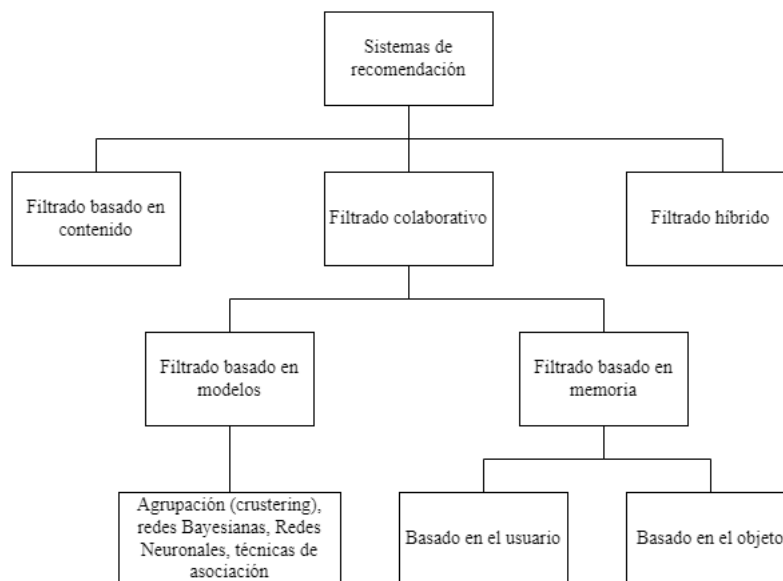 Sistemas de
recomendación
Filtrado basado en
contenido
Filtrado colaborativo
Filtrado híbrido
Filtrado basado en
modelos
Filtrado basado en
memoria
Agrupación (crustering),
redes Bayesianas, Redes
Neuronales, técnicas de
asociación
Basado en el usuario
Basado en el objeto